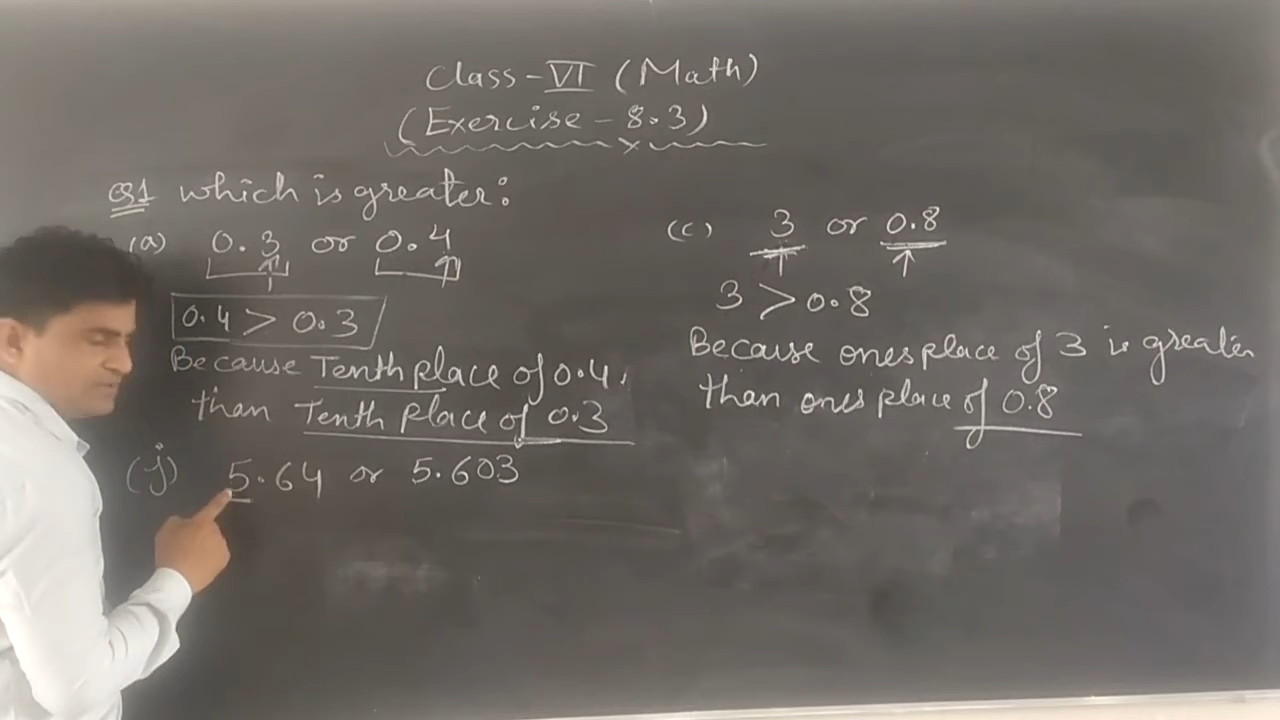 Class-VI (Math)
(Exercise - 8.3)
Q1 which is greater:
(a) 0.3 or 0.4
0.4 > 0.3
Because Tenth place of 0.4,
than Tenth place of 0.3
(j) 5.64 or 5.603
(c) 3 or 0.8
3 > 0.8
Because ones place of 3 is greater
than ones place of 0.8